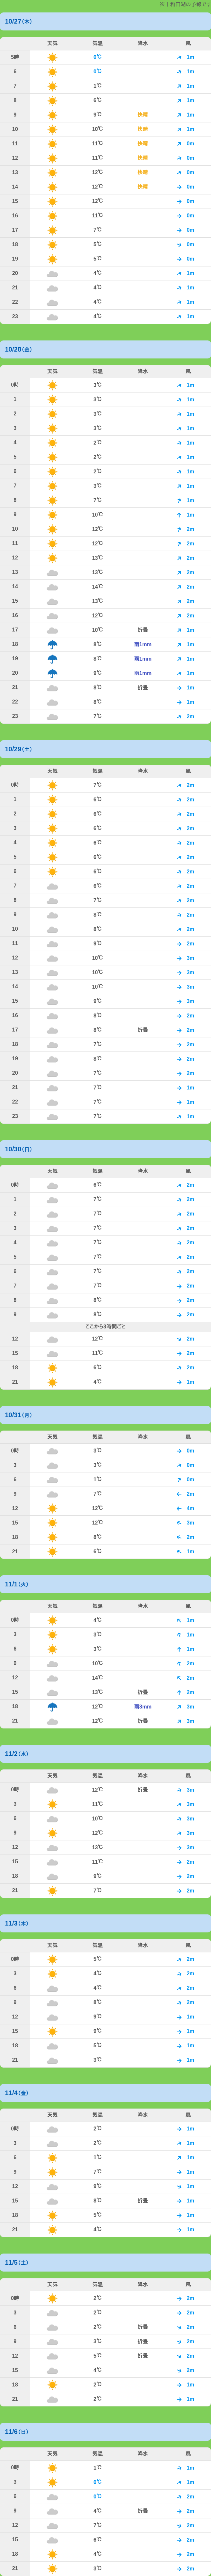 ※十和田湖の予報です
10/27(木)
天気 気温 降水 風
5時 0℃ 1m
6 0℃ 1m
7 1℃ 1m
8 6℃ 1m
9 9℃ 快晴 1m
10 10℃ 快晴 1m
11 11℃ 快晴 0m
12 11℃ 快晴 0m
13 12℃ 快晴 0m
14 12℃ 快晴 0m
15 12℃ 0m
16 11℃ 0m
17 7℃ 0m
18 5℃ 0m
19 5℃ 0m
20 4℃ 1m
21 4℃ 1m
22 4℃ 1m
23 4℃ 1m
10/28(金)
天気 気温 降水 風
0時 3℃ 1m
1 3℃ 1m
2 3℃ 1m
3 3℃ 1m
4 2℃ 1m
5 2℃ 1m
6 2℃ 1m
7 3℃ 1m
8 7℃ 1m
9 10℃ 1m
10 12℃ 2m
11 12℃ 2m
12 13℃ 2m
13 13℃ 2m
14 14℃ 2m
15 13℃ 2m
16 12℃ 2m
17 10℃ 折畳 1m
18 8℃ 雨1mm 1m
19 8℃ 雨1mm 1m
20 9℃ 雨1mm 1m
21 8℃ 折畳 1m
22 8℃ 1m
23 7℃ 2m
10/29(土)
天気 気温 降水 風
0時 7℃ 2m
1 6℃ 2m
2 6℃ 2m
3 6℃ 2m
4 6℃ 2m
5 6℃ 2m
6 6℃ 2m
7 6℃ 2m
8 7℃ 2m
9 8℃ 2m
10 8℃ 2m
11 9℃ 2m
12 10℃ 3m
13 10℃ 3m
14 10℃ 3m
15 9℃ 3m
16 8℃ 2m
17 8℃ 折畳 2m
18 7℃ 2m
19 8℃ 2m
20 7℃ 2m
21 7℃ 1m
22 7℃ 1m
23 7℃ 1m
10/30(日)
天気 気温 降水 風
0時 6℃ 2m
1 7℃ 2m
2 7℃ 2m
3 7℃ 2m
4 7℃ 2m
5 7℃ 2m
6 7℃ 2m
7 7℃ 2m
8 8℃ 2m
9 8℃ 2m
ここから3時間ごと
12 12℃ 2m
15 11℃ 2m
18 6℃ 2m
21 4℃ 1m
10/31(月)
天気 気温 降水 風
0時 3℃ 0m
3 3℃ 0m
6 1℃ 0m
9 7℃ 2m
12 12℃ 4m
15 12℃ 3m
18 8℃ 2m
21 6℃ 1m
11/1(火)
天気 気温 降水 風
0時 4℃ 1m
3 3℃ 1m
6 3℃ 1m
9 10℃ 2m
12 14℃ 2m
15 13℃ 折畳 2m
18 12℃ 雨3mm 3m
21 12℃ 折畳 3m
11/2(水)
天気 気温 降水 風
0時 12℃ 折畳 3m
3 11℃ 3m
6 10℃ 3m
9 12℃ 3m
12 13℃ 3m
15 11℃ 2m
18 9℃ 2m
21 7℃ 2m
11/3(木)
天気 気温 降水 風
0時 5℃ 2m
3 4℃ 2m
6 4℃ 2m
9 8℃ 2m
12 9℃ 1m
15 9℃ 1m
18 5℃ 1m
21 3℃ 1m
11/4(金)
天気 気温 降水 風
0時 2℃ 1m
3 2℃ 1m
6 1℃ 1m
9 7℃ 1m
12 9℃ 1m
15 8℃ 折畳 1m
18 5℃ 1m
21 4℃ 1m
11/5(土)
天気 気温 降水 風
0時 2℃ 2m
3 2℃ 2m
6 2℃ 折畳 2m
9 3℃ 折畳 2m
12 5℃ 折畳 2m
15 4℃ 2m
18 2℃ 2m
21 2℃ 1m
11/6(日)
天気 気温 降水 風
0時 1℃ 1m
3 0℃ 1m
6 0℃ 2m
9 4℃ 折畳 1m
12 7℃ 2m
15 6℃ 2m
18 4℃ 2m
21 3℃ 2m